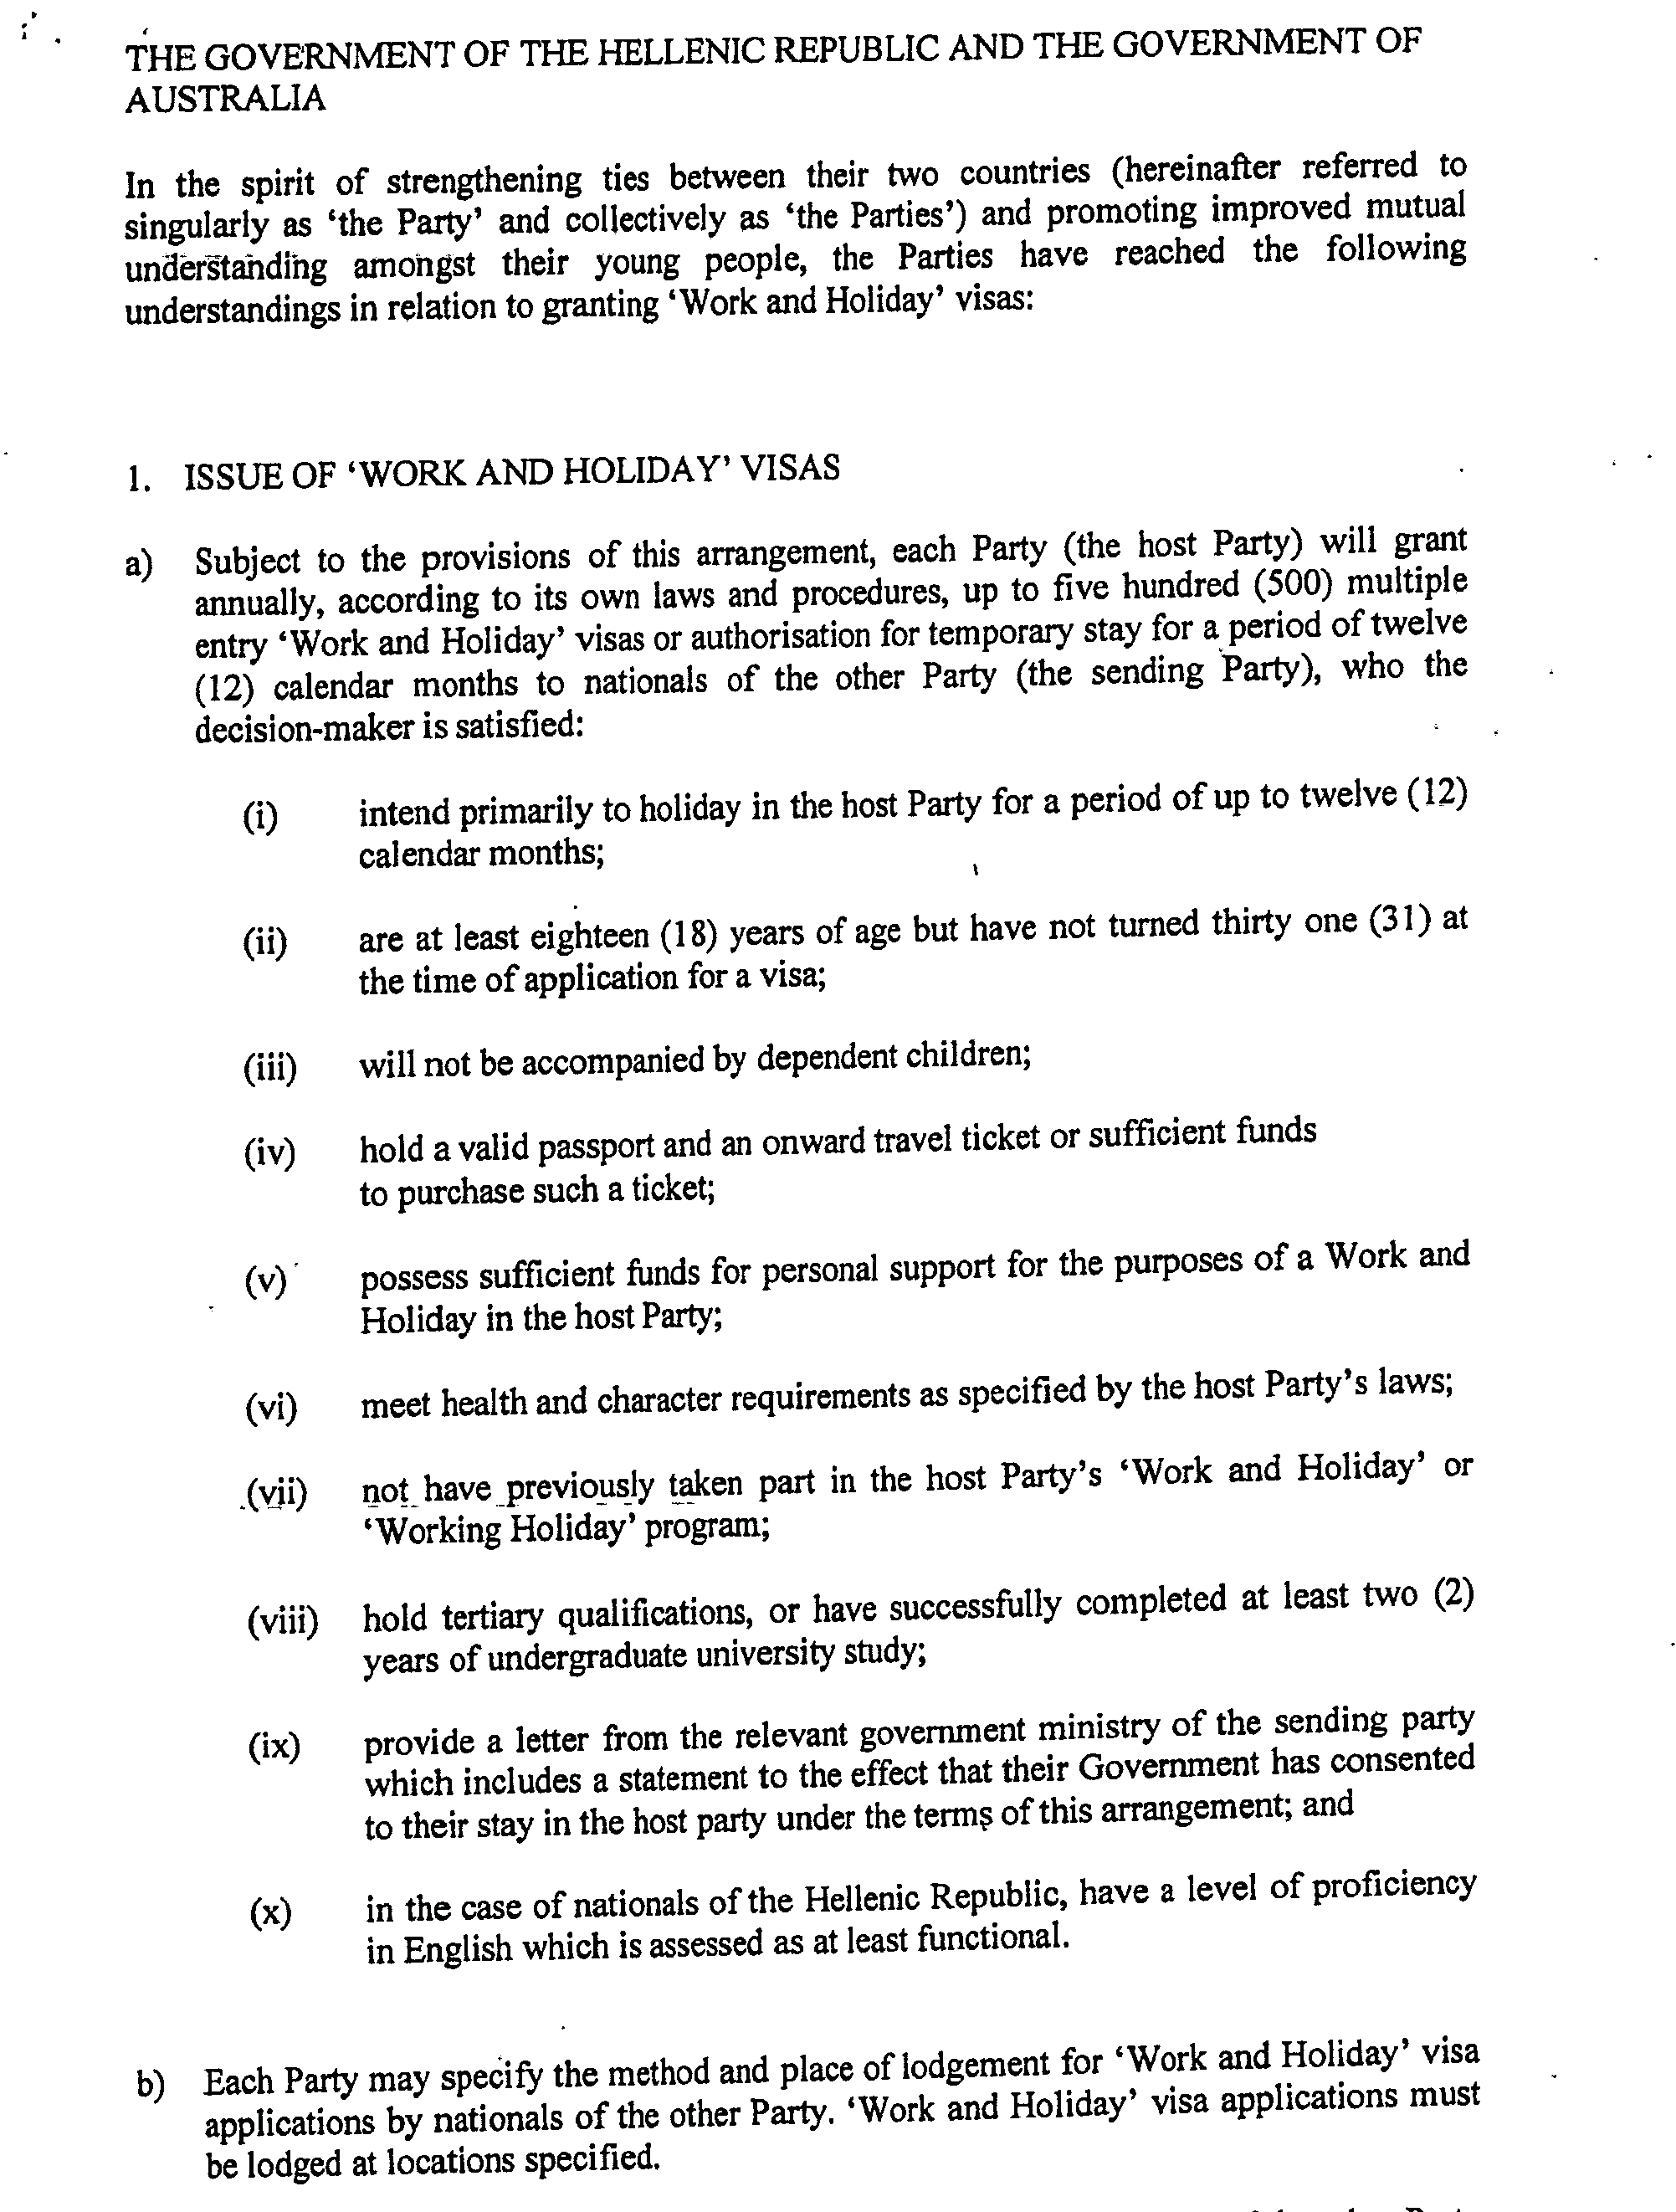 THE GOVERNMENT OF THE HELLENIC REPUBLIC AND THE GOVERNMENT OF
AUSTRALIA
In the spirit of strengthening ties between their two countries (hereinafter referred to
singularly as ‘the Party’ and collectively as ‘the Parties’) and promoting improved mutual
understanding amongst their young people, the Parties have reached the following
understandings in relation to granting ‘Work and Holiday’ visas:
1. ISSUE OF ‘WORK AND HOLIDAY’ VISAS
a) Subject to the provisions of this arrangement, each Party (the host Party) will grant
annually, according to its own laws and procedures, up to five hundred (500) multiple
entry ‘Work and Holiday’ visas or authorisation for temporary stay for a period of twelve
(12) calendar months to nationals of the other Party (the sending Party), who the
decision-maker is satisfied:
(i) intend primarily to holiday in the host Party for a period of up to twelve (12)
calendar months;
(ii) are at least eighteen (18) years of age but have not turned thirty one (31) at
the time of application for a visa;
(iii) will not be accompanied by dependent children;
(iv) hold a valid passport and an onward travel ticket or sufficient funds
to purchase such a ticket;
(v) possess sufficient funds for personal support for the purposes of a Work and
Holiday in the host Party;
(vi) meet health and character requirements as specified by the host Party’s laws;
(vii) not have previously taken part in the host Party’s ‘Work and Holiday’ or
‘Working Holiday’ program;
(viii) hold tertiary qualifications, or have successfully completed at least two (2)
years of undergraduate university study;
(ix) provide a letter from the relevant government ministry of the sending party
which includes a statement to the effect that their Government has consented
to their stay in the host party under the terms of this arrangement; and
(x) in the case of nationals of the Hellenic Republic, have a level of proficiency
in English which is assessed as at least functional.
b) Each Party may specify the method and place of lodgement for ‘Work and Holiday’ visa
applications by nationals of the other Party. ‘Work and Holiday’ visa applications must
be lodged at locations specified.